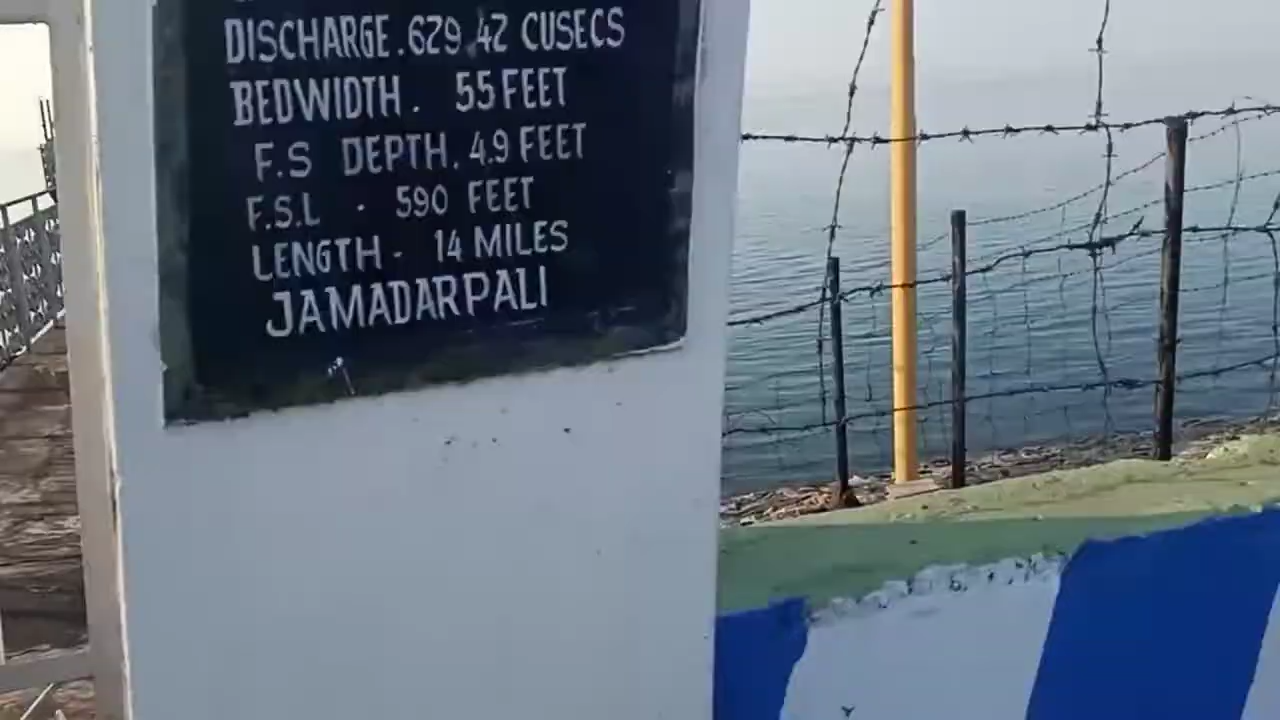 DISCHARGE.629.42 CUSECS
BEDWIDTH. 55 FEET
F.S DEPTH. 4.9 FEET
F.S.L - 590 FEET
LENGTH - 14 MILES
JAMADARPALI